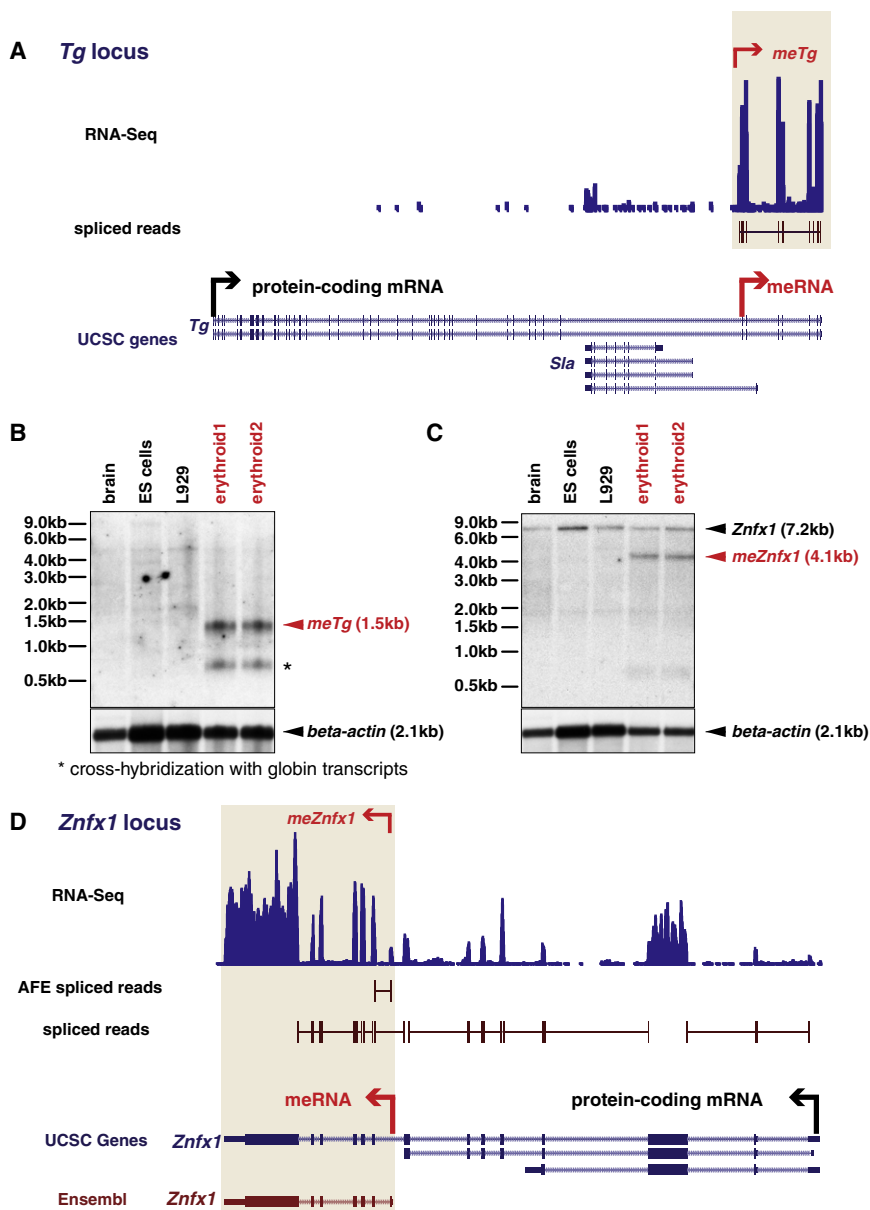 A Tg locus
meTg
RNA-Seq
spliced reads
protein-coding mRNA
meRNA
Tg
UCSC genes
Sla
B
brain
ES cells
L929
erythroid1
erythroid2
9.0kb
6.0kb
4.0kb
3.0kb
2.0kb
1.5kb
1.0kb
0.5kb
meTg (1.5kb)
*
beta-actin (2.1kb)
* cross-hybridization with globin transcripts
C
brain
ES cells
L929
erythroid1
erythroid2
9.0kb
6.0kb
4.0kb
3.0kb
2.0kb
1.5kb
1.0kb
0.5kb
Znfx1 (7.2kb)
meZnfx1 (4.1kb)
beta-actin (2.1kb)
D Znfx1 locus
meZnfx1
RNA-Seq
AFE spliced reads
spliced reads
meRNA
protein-coding mRNA
UCSC Genes Znfx1
Ensembl Znfx1